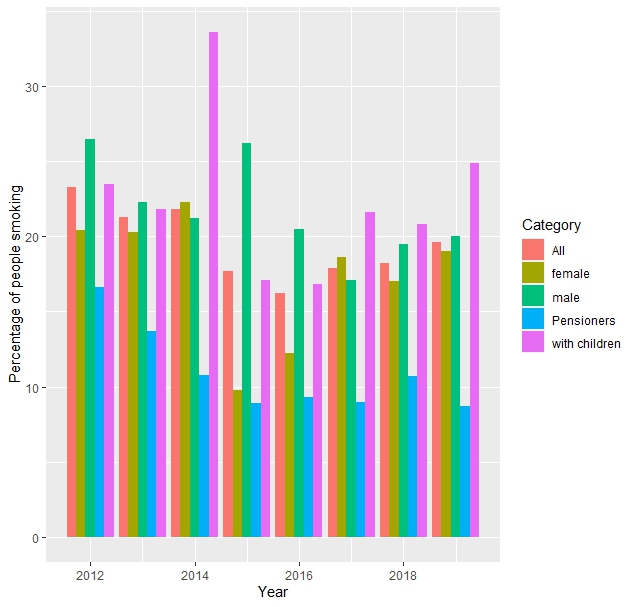 Percentage of people smoking
30
20
10
0
2012
2014
2016
2018
Year
Category
All
female
male
Pensioners
with children